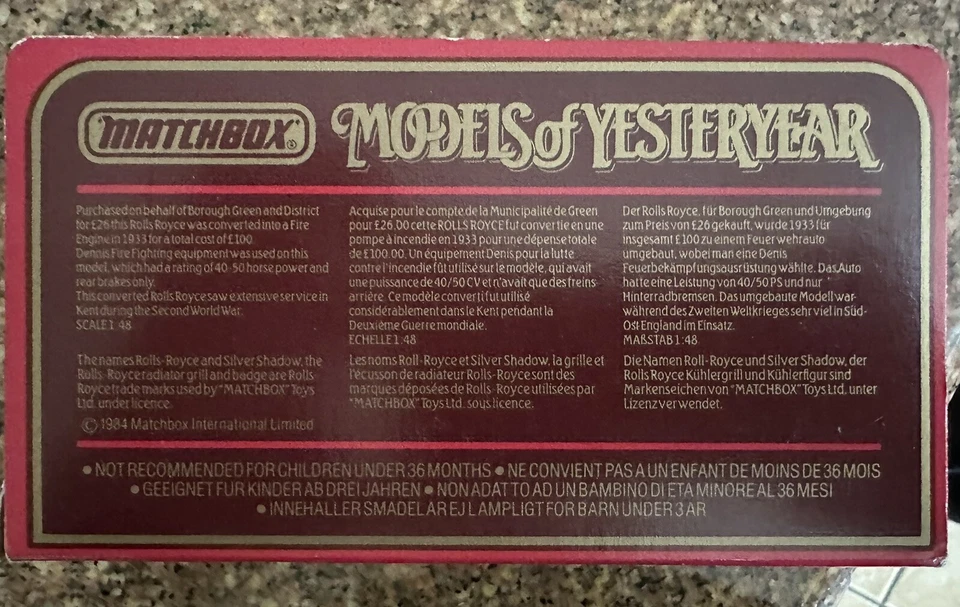 MATCHBOX®
MODELS of YESTERYEAR
Purchased on behalf of Borough Green and District
for £26 this Rolls Royce was converted into a Fire
Engine in 1933 for a total cost of £100.
Dennis Fire Fighting equipment was used on this
model, which had a rating of 40-50 horse power and
rear brakes only.
This converted Rolls Royce saw extensive service in
Kent during the Second World War.
SCALE 1:48
The names Rolls-Royce and Silver Shadow, the
Rolls-Royce radiator grill and badge are Rolls-
Royce trade marks used by "MATCHBOX" Toys
Ltd. under licence.
© 1984 Matchbox International Limited
Acquise pour le compte de la Municipalité de Green
pour £26.00 cette ROLLS ROYCE fut convertie en une
pompe à incendie en 1933 pour une dépense totale
de £100.00. Un équipement Denis pour la lutte
contre l'incendie fût utilisé sur le modèle, qui avait
une puissance de 40/50 CV et n'avait que des freins-
arrière. Ce modèle converti fut utilisé
considérablement dans le Kent pendant la
Deuxième Guerre mondiale.
ECHELLE 1:48
Les noms Roll-Royce et Silver Shadow, la grille et
l'écusson de radiateur Rolls-Royce sont des
marques déposées de Rolls-Royce utilisées par
"MATCHBOX" Toys Ltd. sous licence.
Der Rolls Royce, für Borough Green und Umgebung
zum Preis von £26 gekauft, wurde 1933 für
insgesamt £100 zu einem Feuerwehrauto
umgebaut, wobei man eine Denis
Feuerbekämpfungsausrüstung wählte. Das Auto
hatte eine Leistung von 40/50 PS und nur
Hinterradbremsen. Das umgebaute Modell war
während des Zweiten Weltkrieges sehr viel in Süd-
Ost-England im Einsatz.
MAßSTAB 1:48
Die Namen Roll-Royce und Silver Shadow, der
Rolls Royce Kühlergrill und Kühlerfigur sind
Markenseichen von "MATCHBOX" Toys Ltd. unter
Lizenz verwendet.
• NOT RECOMMENDED FOR CHILDREN UNDER 36 MONTHS • NE CONVIENT PAS A UN ENFANT DE MOINS DE 36 MOIS
• GEEIGNET FUR KINDER AB DREI JAHREN • NON ADATTO AD UN BAMBINO DI ETA MINORE AL 36 MESI
• INNEHALLER SMADELAR EJ LAMPLIGT FOR BARN UNDER 3 AR